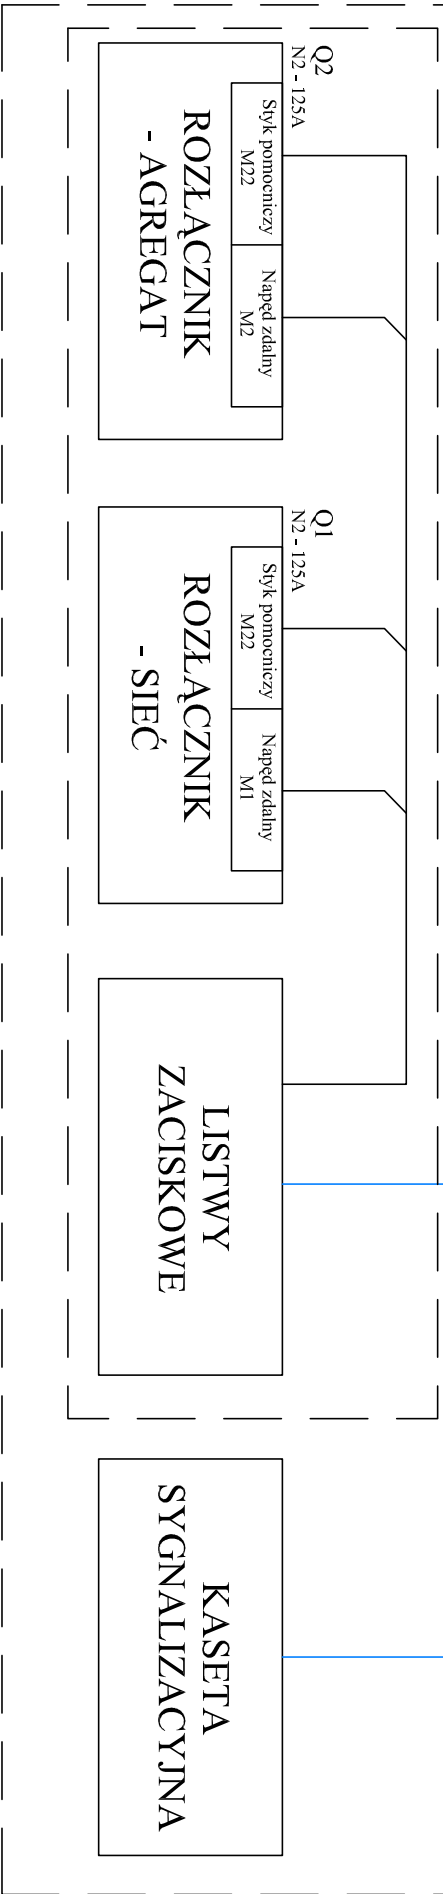 Q2
N2 - 125A
Styk pomocniczy
M22
Napęd zdalny
M2
ROZŁĄCZNIK
- AGREGAT
Q1
N2 - 125A
Styk pomocniczy
M22
Napęd zdalny
M1
ROZŁĄCZNIK
- SIEĆ
LISTWY
ZACISKOWE
KASETA
SYGNALIZACYJNA